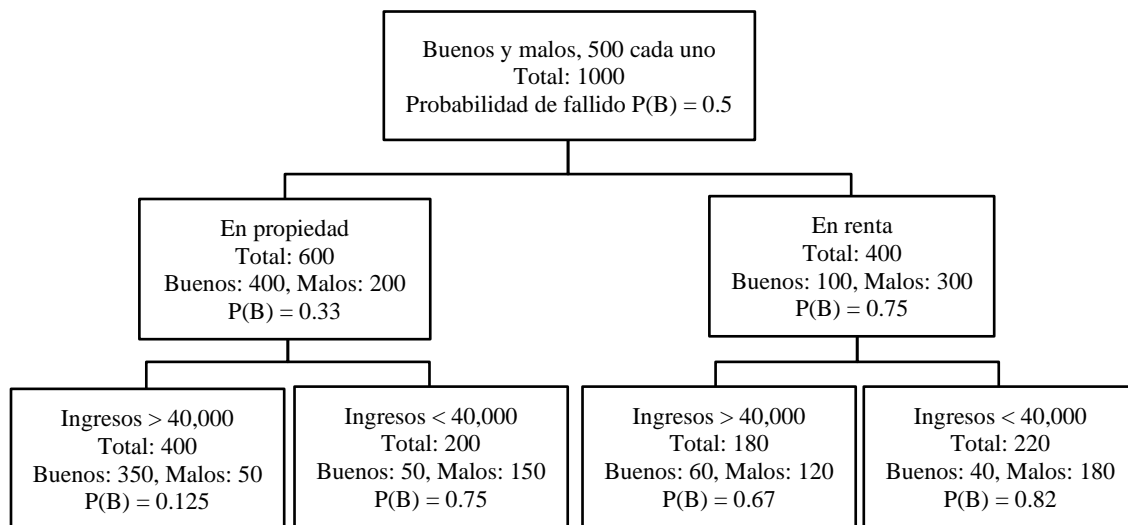 Buenos y malos, 500 cada uno
Total: 1000
Probabilidad de fallido P(B) = 0.5
En propiedad
Total: 600
Buenos: 400, Malos: 200
P(B) = 0.33
En renta
Total: 400
Buenos: 100, Malos: 300
P(B) = 0.75
Ingresos > 40,000
Total: 400
Buenos: 350, Malos: 50
P(B) = 0.125
Ingresos < 40,000
Total: 200
Buenos: 50, Malos: 150
P(B) = 0.75
Ingresos > 40,000
Total: 180
Buenos: 60, Malos: 120
P(B) = 0.67
Ingresos < 40,000
Total: 220
Buenos: 40, Malos: 180
P(B) = 0.82